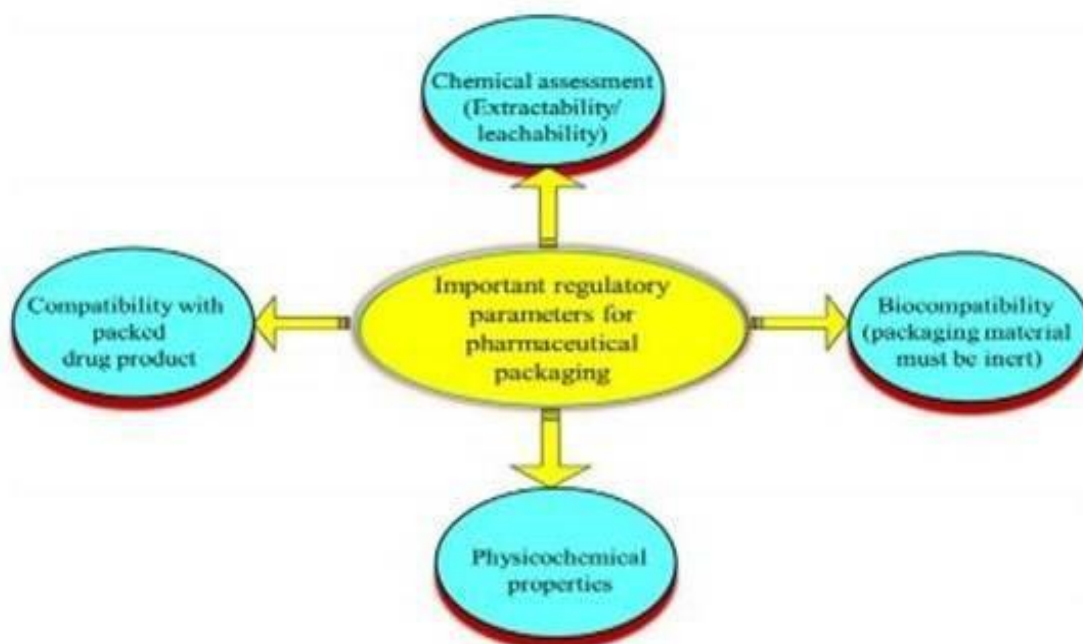 Chemical assessment
(Extractability/
leachability)
Important regulatory
parameters for
pharmaceutical
packaging
Compatibility with
packed
drug product
Biocompatibility
(packaging material
must be inert)
Physicochemical
properties